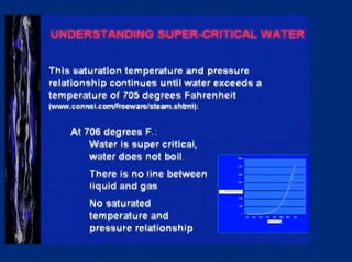 UNDERSTANDING SUPER-CRITICAL WATER
This saturation temperature and pressure
relationship continues until water exceeds a
temperature of 705 degrees Fahrenheit
At 706 degrees F.:
Water is super critical,
water does not boil.
There is no line between
liquid and gas
No saturated
temperature and
pressure relationship